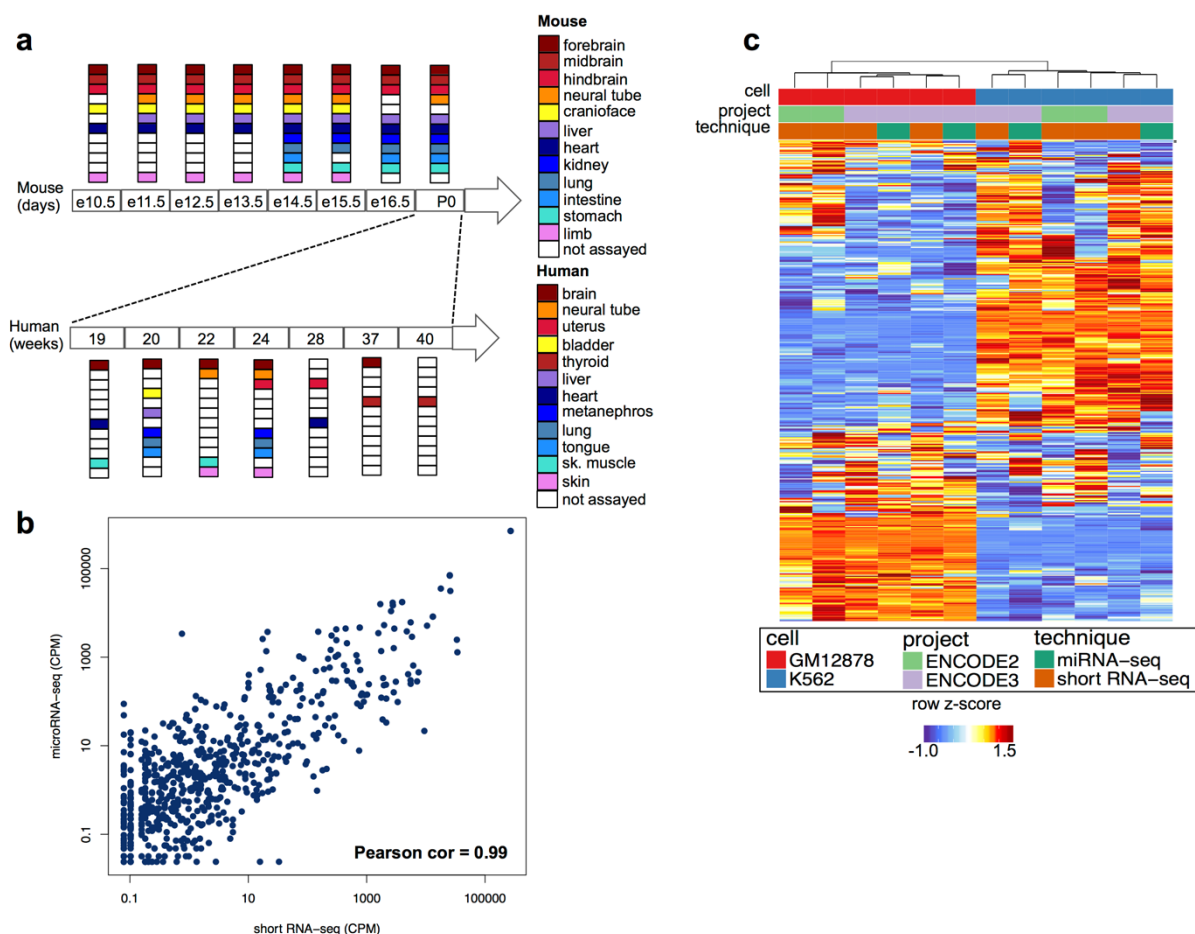 a
Mouse
forebrain
midbrain
hindbrain
neural tube
cranioface
liver
heart
kidney
lung
intestine
stomach
limb
not assayed
Mouse
(days)
e10.5 e11.5 e12.5 e13.5 e14.5 e15.5 e16.5 P0
Human
brain
neural tube
uterus
bladder
thyroid
liver
heart
metanephros
lung
tongue
sk. muscle
skin
not assayed
Human
(weeks)
19 20 22 24 28 37 40
b
microRNA−seq (CPM)
100000
1000
10
0.1
Pearson cor = 0.99
0.1 10 1000 100000
short RNA−seq (CPM)
c
cell
project
technique
cell
GM12878
K562
project
ENCODE2
ENCODE3
technique
miRNA−seq
short RNA−seq
row z-score
-1.0 1.5